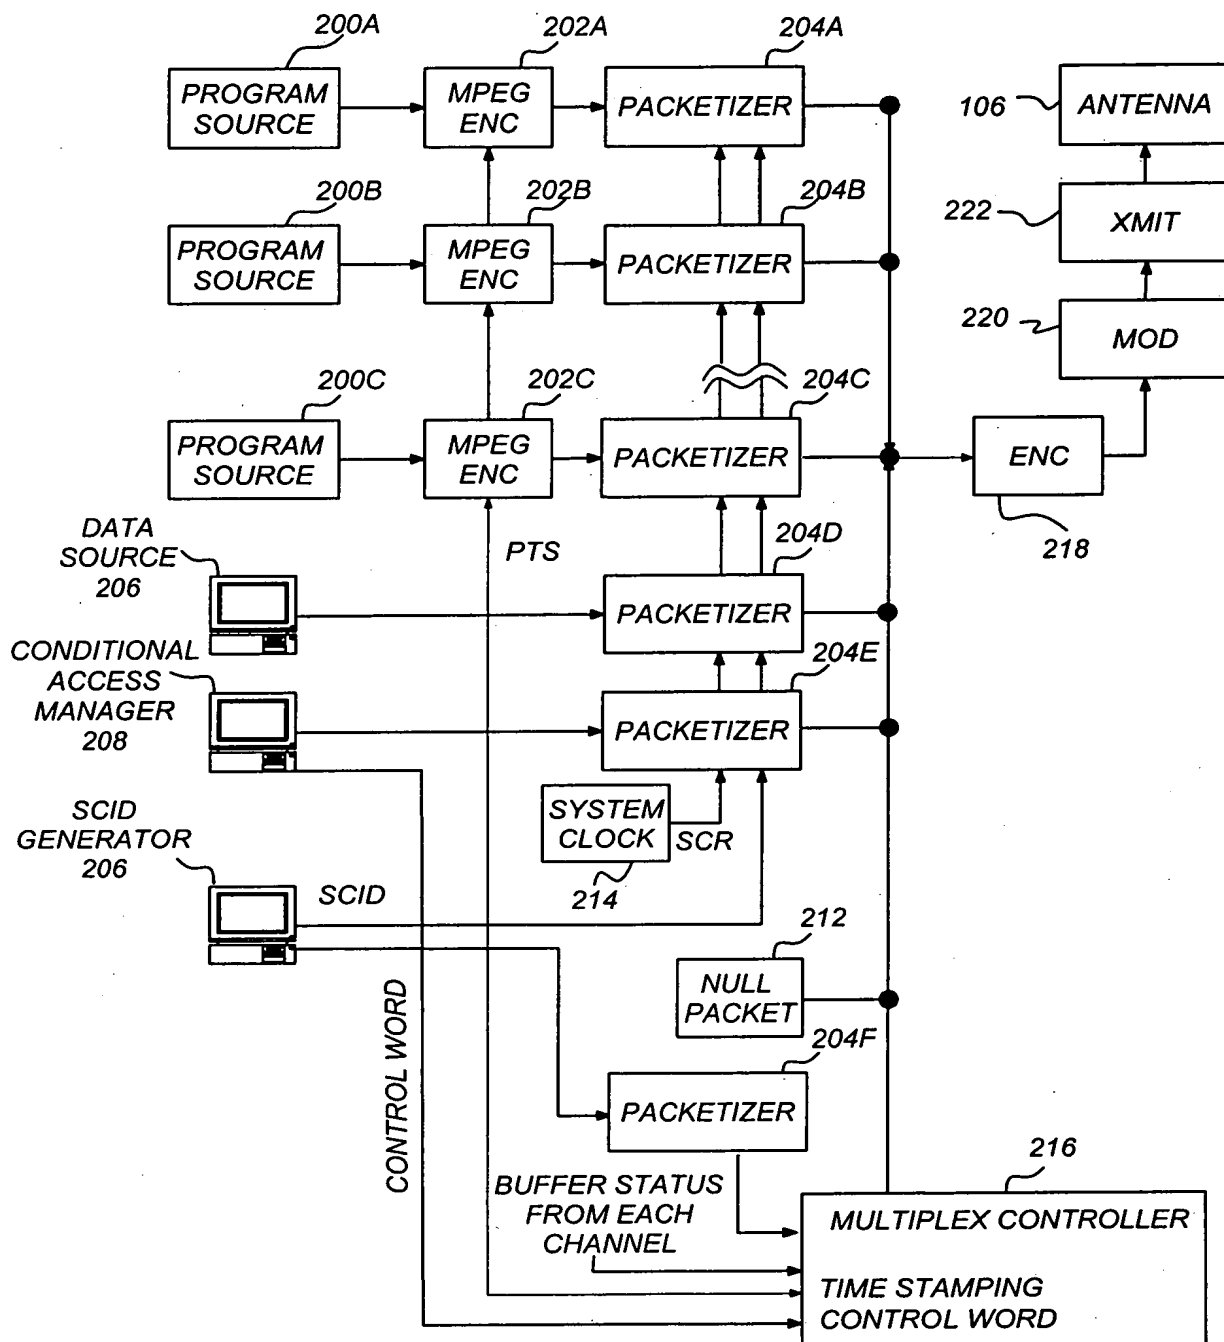 200A
202A
204A
PROGRAM
SOURCE
MPEG
ENC
PACKETIZER
106
ANTENNA
200B
202B
204B
PROGRAM
SOURCE
MPEG
ENC
PACKETIZER
222
XMIT
220
MOD
200C
202C
204C
PROGRAM
SOURCE
MPEG
ENC
PACKETIZER
ENC
218
DATA
SOURCE
206
PTS
204D
PACKETIZER
CONDITIONAL
ACCESS
MANAGER
208
204E
PACKETIZER
SYSTEM
CLOCK
SCR
214
SCID
GENERATOR
206
SCID
212
NULL
PACKET
CONTROL WORD
204F
PACKETIZER
BUFFER STATUS
FROM EACH
CHANNEL
216
MULTIPLEX CONTROLLER
TIME STAMPING
CONTROL WORD